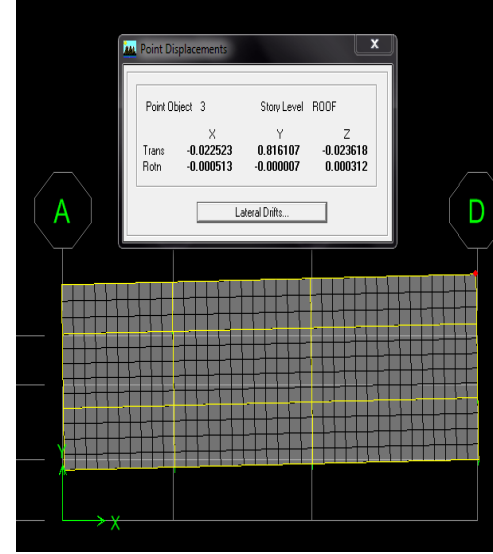 Point Displacements
X
Point Object 3 Story Level ROOF
X Y Z
Trans -0.022523 0.816107 -0.023618
Rotn -0.000513 -0.000007 0.000312
Lateral Drifts...
A D
Y
X